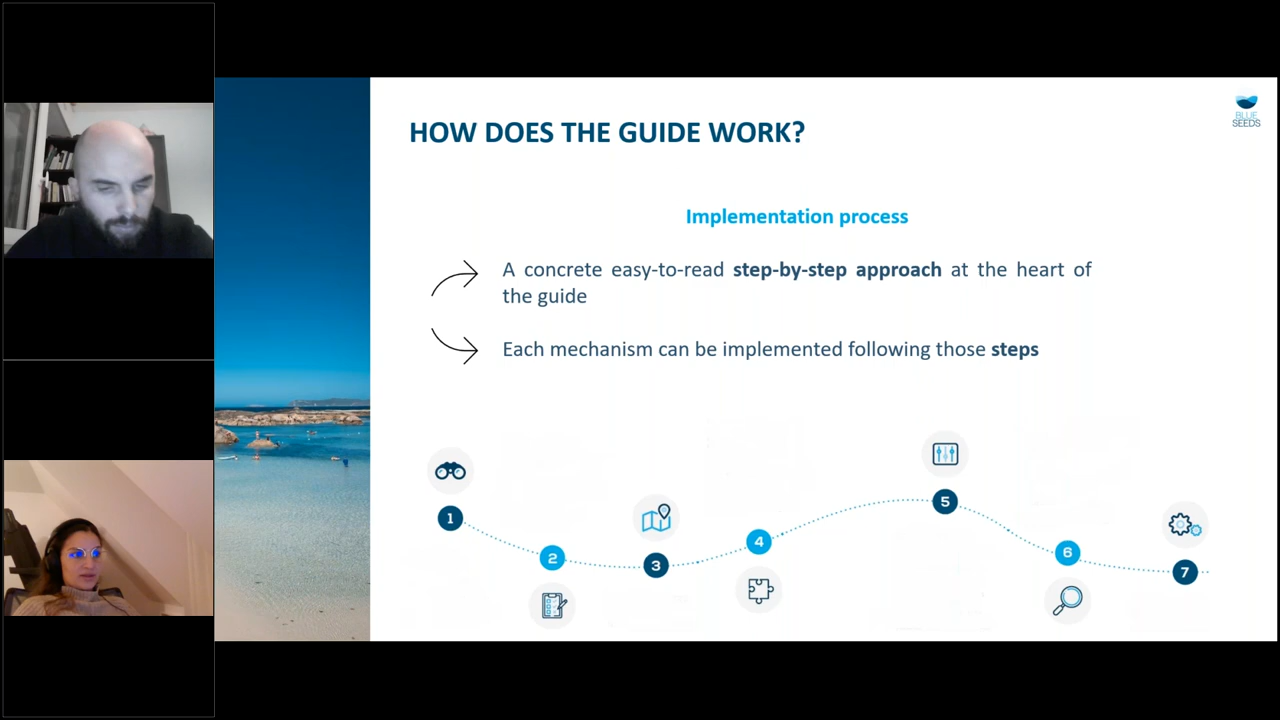 HOW DOES THE GUIDE WORK?
BLUE
SEEDS
Implementation process
A concrete easy-to-read step-by-step approach at the heart of
the guide
Each mechanism can be implemented following those steps
1
2
3
4
5
6
7